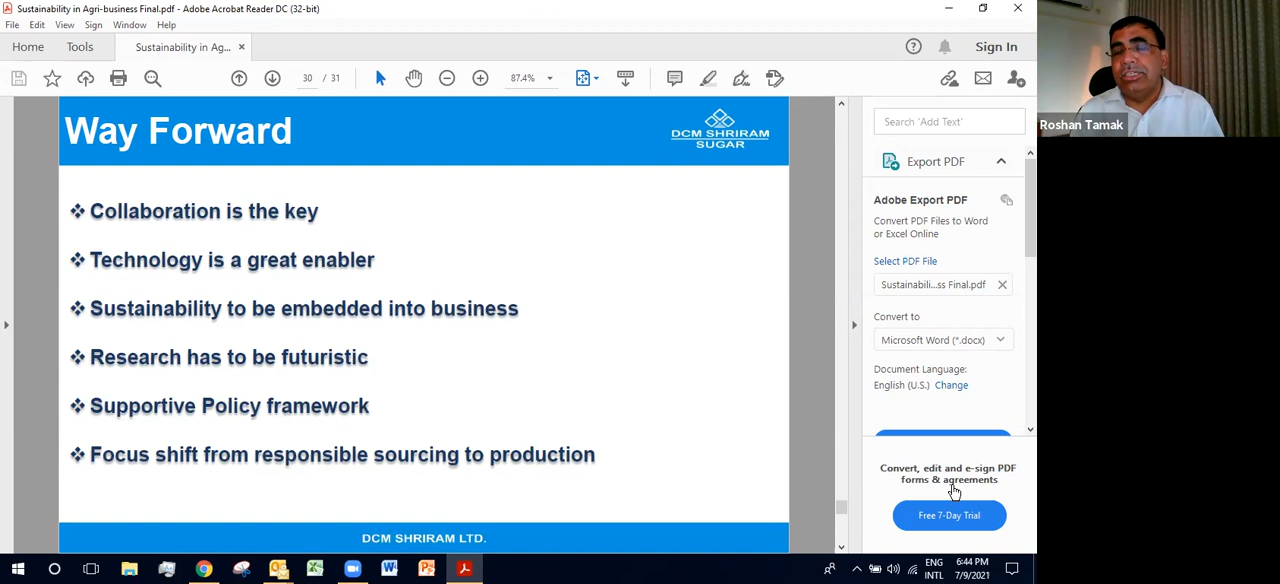 Sustainability in Agri-business Final.pdf - Adobe Acrobat Reader DC (32-bit)
File Edit View Sign Window Help
Home Tools Sustainability in Ag... × Sign In
30 / 31 87.4%
Way Forward
DCM SHRIRAM
SUGAR
Collaboration is the key
Technology is a great enabler
Sustainability to be embedded into business
Research has to be futuristic
Supportive Policy framework
Focus shift from responsible sourcing to production
DCM SHRIRAM LTD.
Search 'Add Text'
Export PDF
Adobe Export PDF
Convert PDF Files to Word
or Excel Online
Select PDF File
Sustainabili...ss Final.pdf
Convert to
Microsoft Word (*.docx)
Document Language:
English (U.S.) Change
Convert, edit and e-sign PDF
forms & agreements
Free 7-Day Trial
Roshan Tamak
ENG
INTL
6:44 PM
7/9/2021